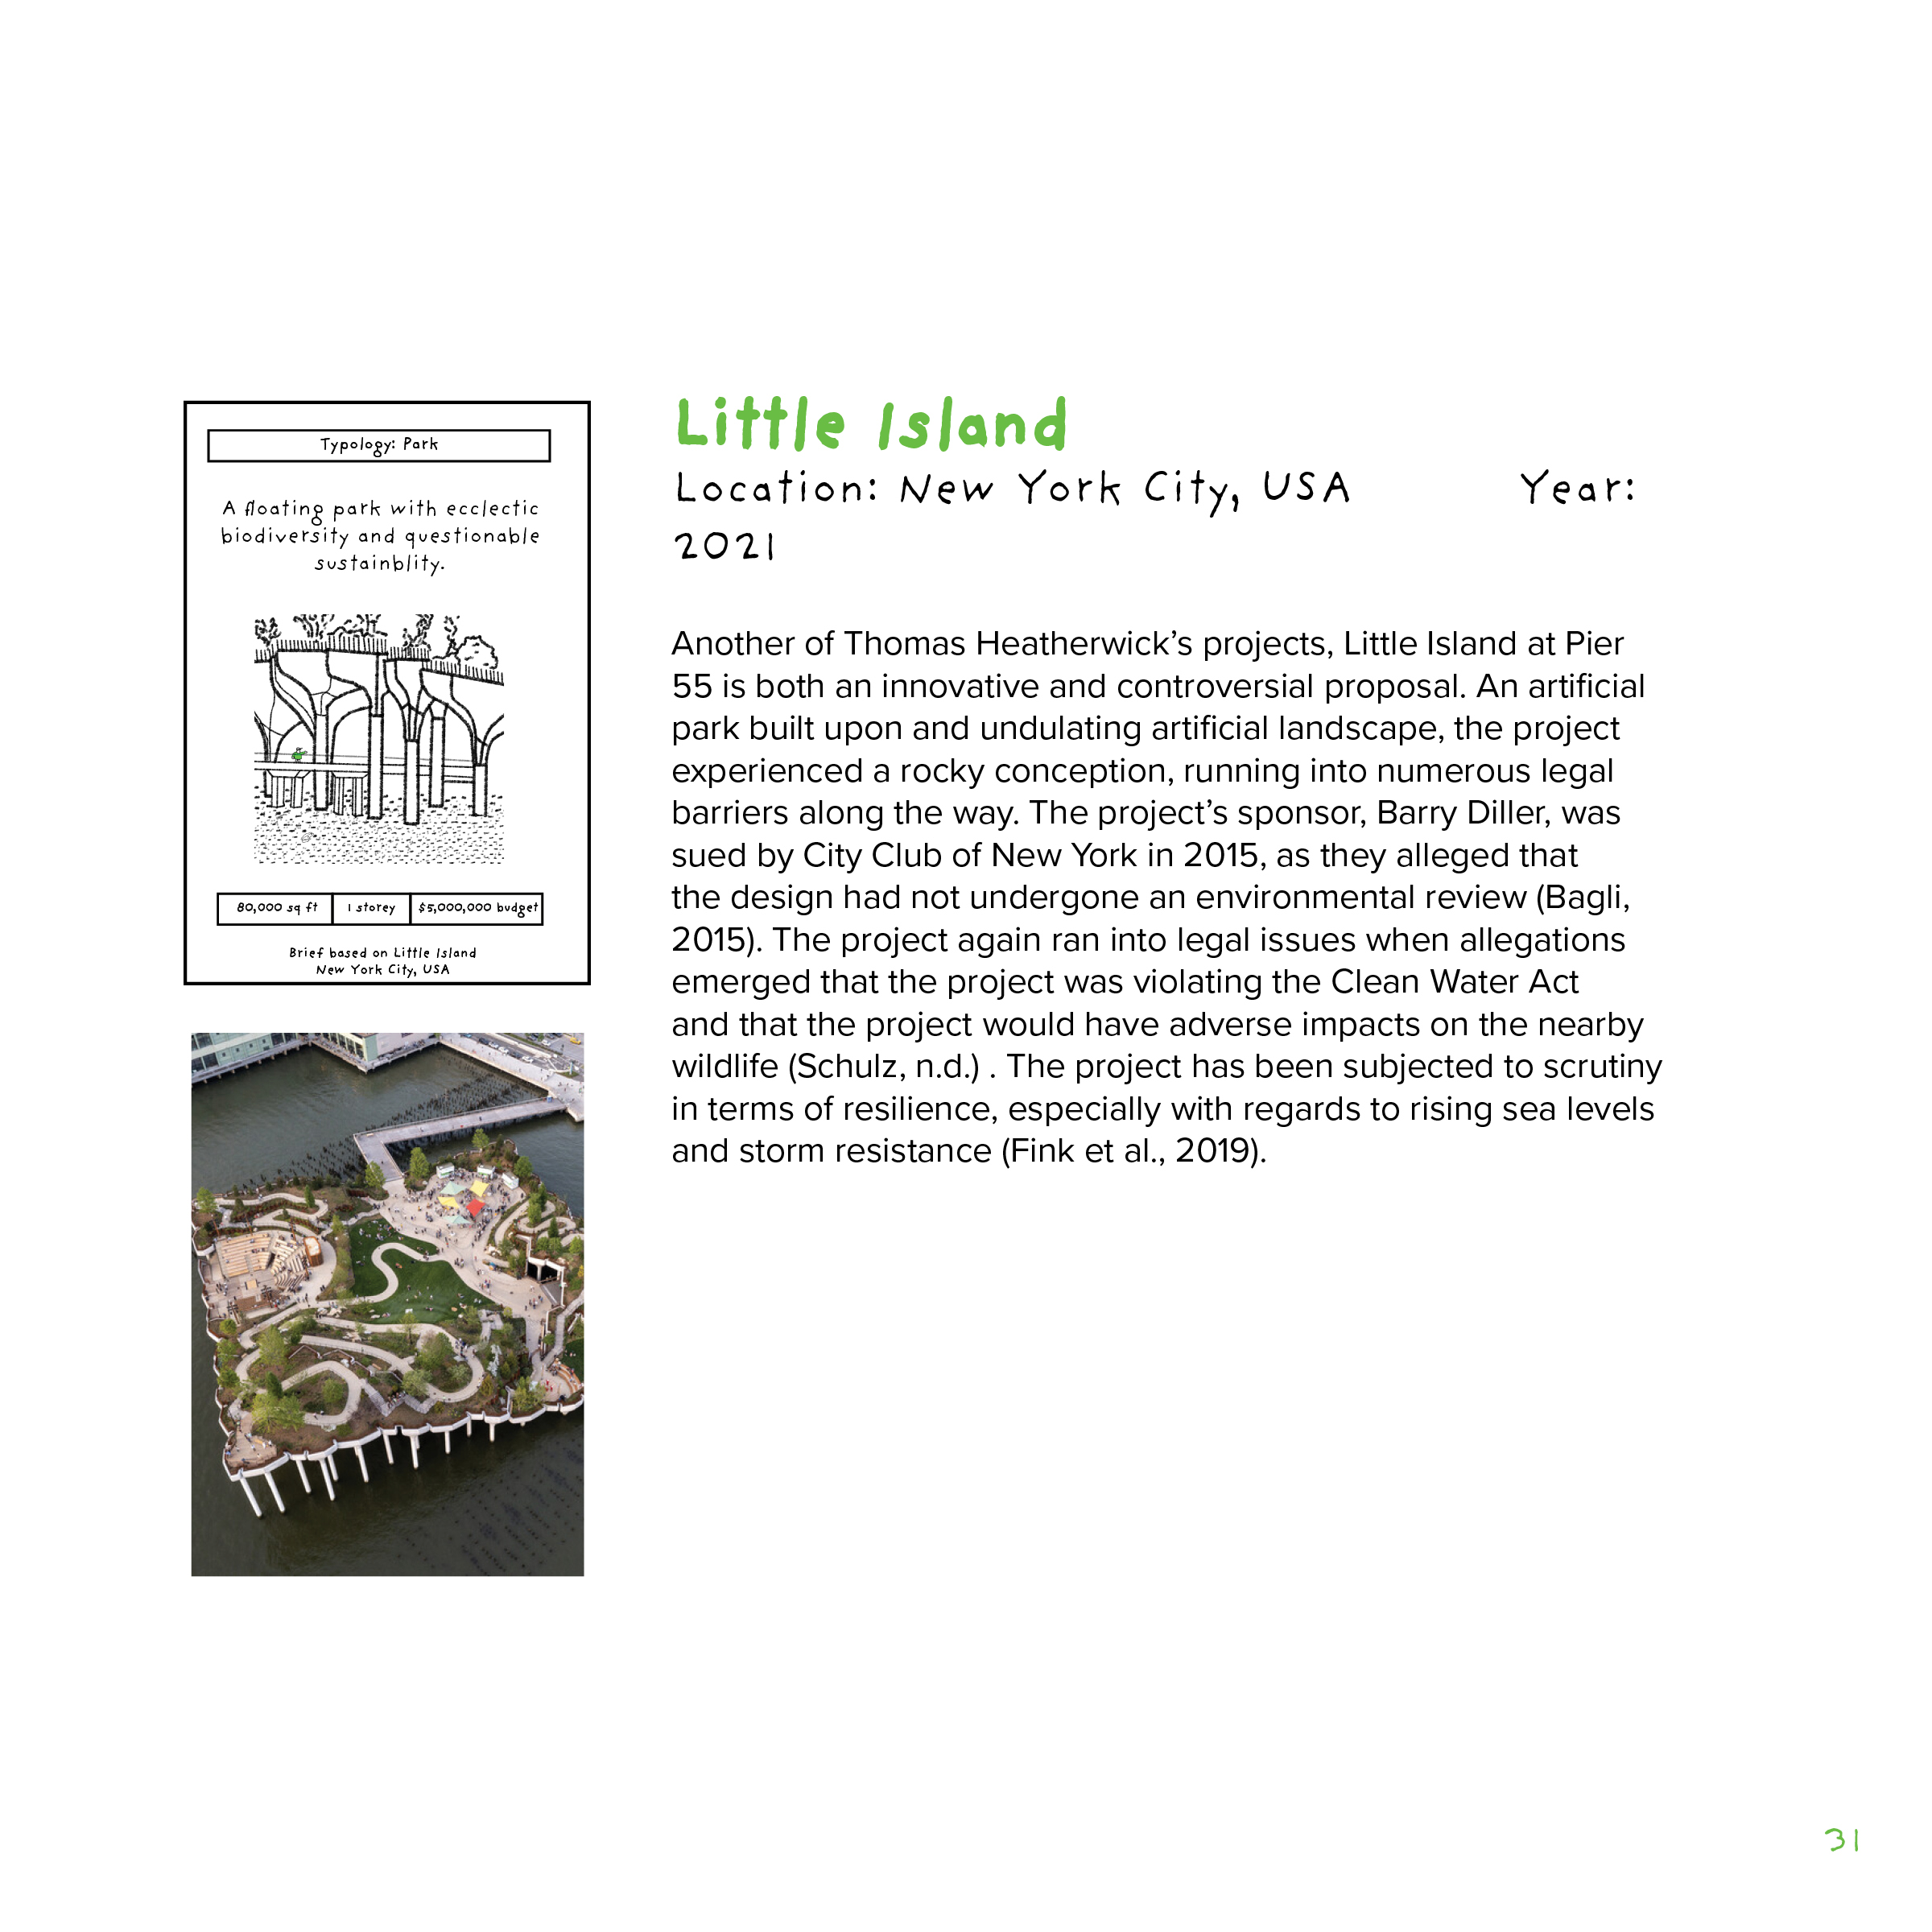 Typology: Park
A floating park with ecclectic
biodiversity and questionable
sustainblity.
80,000 sq ft 1 storey $5,000,000 budget
Brief based on Little Island
New York City, USA
Little Island
Location: New York City, USA Year:
2021
Another of Thomas Heatherwick’s projects, Little Island at Pier
55 is both an innovative and controversial proposal. An artificial
park built upon and undulating artificial landscape, the project
experienced a rocky conception, running into numerous legal
barriers along the way. The project’s sponsor, Barry Diller, was
sued by City Club of New York in 2015, as they alleged that
the design had not undergone an environmental review (Bagli,
2015). The project again ran into legal issues when allegations
emerged that the project was violating the Clean Water Act
and that the project would have adverse impacts on the nearby
wildlife (Schulz, n.d.) . The project has been subjected to scrutiny
in terms of resilience, especially with regards to rising sea levels
and storm resistance (Fink et al., 2019).
31